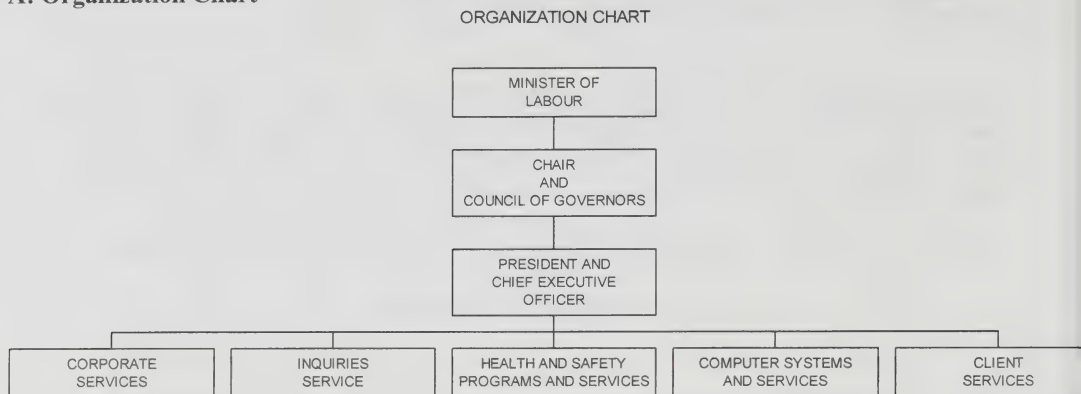 A. Organization Chart
ORGANIZATION CHART
MINISTER OF
LABOUR
CHAIR
AND
COUNCIL OF GOVERNORS
PRESIDENT AND
CHIEF EXECUTIVE
OFFICER
CORPORATE
SERVICES
INQUIRIES
SERVICE
HEALTH AND SAFETY
PROGRAMS AND SERVICES
COMPUTER SYSTEMS
AND SERVICES
CLIENT
SERVICES